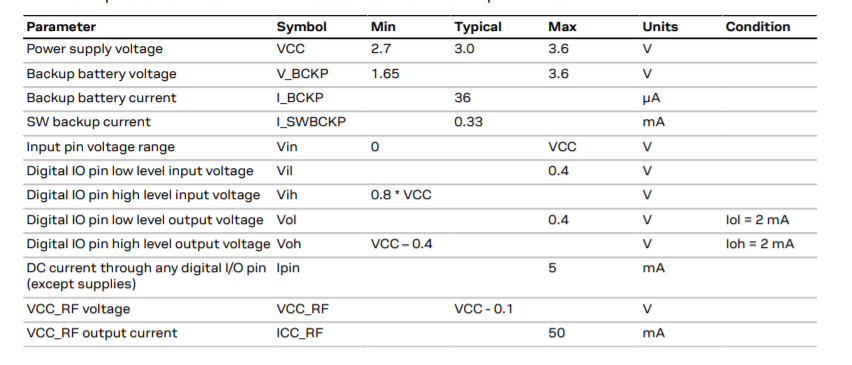 Parameter Symbol Min Typical Max Units Condition
Power supply voltage VCC 2.7 3.0 3.6 V
Backup battery voltage V_BCKP 1.65 3.6 V
Backup battery current I_BCKP 36 µA
SW backup current I_SWBCKP 0.33 mA
Input pin voltage range Vin 0 VCC V
Digital IO pin low level input voltage Vil 0.4 V
Digital IO pin high level input voltage Vih 0.8 * VCC V
Digital IO pin low level output voltage Vol 0.4 V Iol = 2 mA
Digital IO pin high level output voltage Voh VCC – 0.4 V Ioh = 2 mA
DC current through any digital I/O pin Ipin 5 mA
(except supplies)
VCC_RF voltage VCC_RF VCC - 0.1 V
VCC_RF output current ICC_RF 50 mA